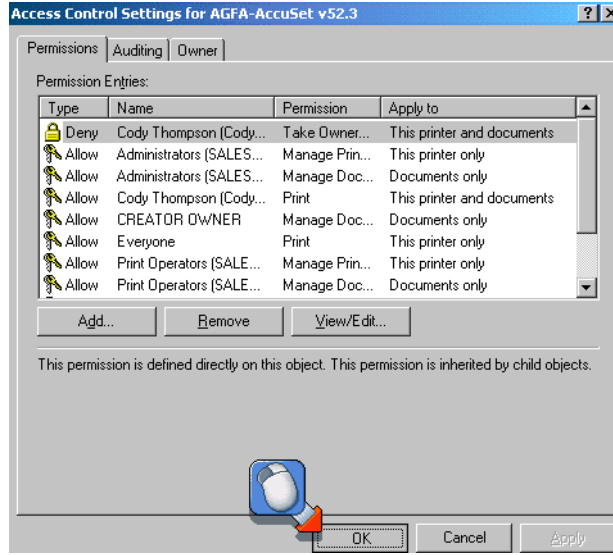 Access Control Settings for AGFA-AccuSet v52.3
Permissions Auditing Owner
Permission Entries:
Type Name Permission Apply to
Deny Cody Thompson (Cody... Take Owner... This printer and documents
Allow Administrators (SALES... Manage Prin... This printer only
Allow Administrators (SALES... Manage Doc... Documents only
Allow Cody Thompson (Cody... Print This printer and documents
Allow CREATOR OWNER Manage Doc... Documents only
Allow Everyone Print This printer only
Allow Print Operators (SALE... Manage Prin... This printer only
Allow Print Operators (SALE... Manage Doc... Documents only
Add... Remove View/Edit...
This permission is defined directly on this object. This permission is inherited by child objects.
OK Cancel Apply